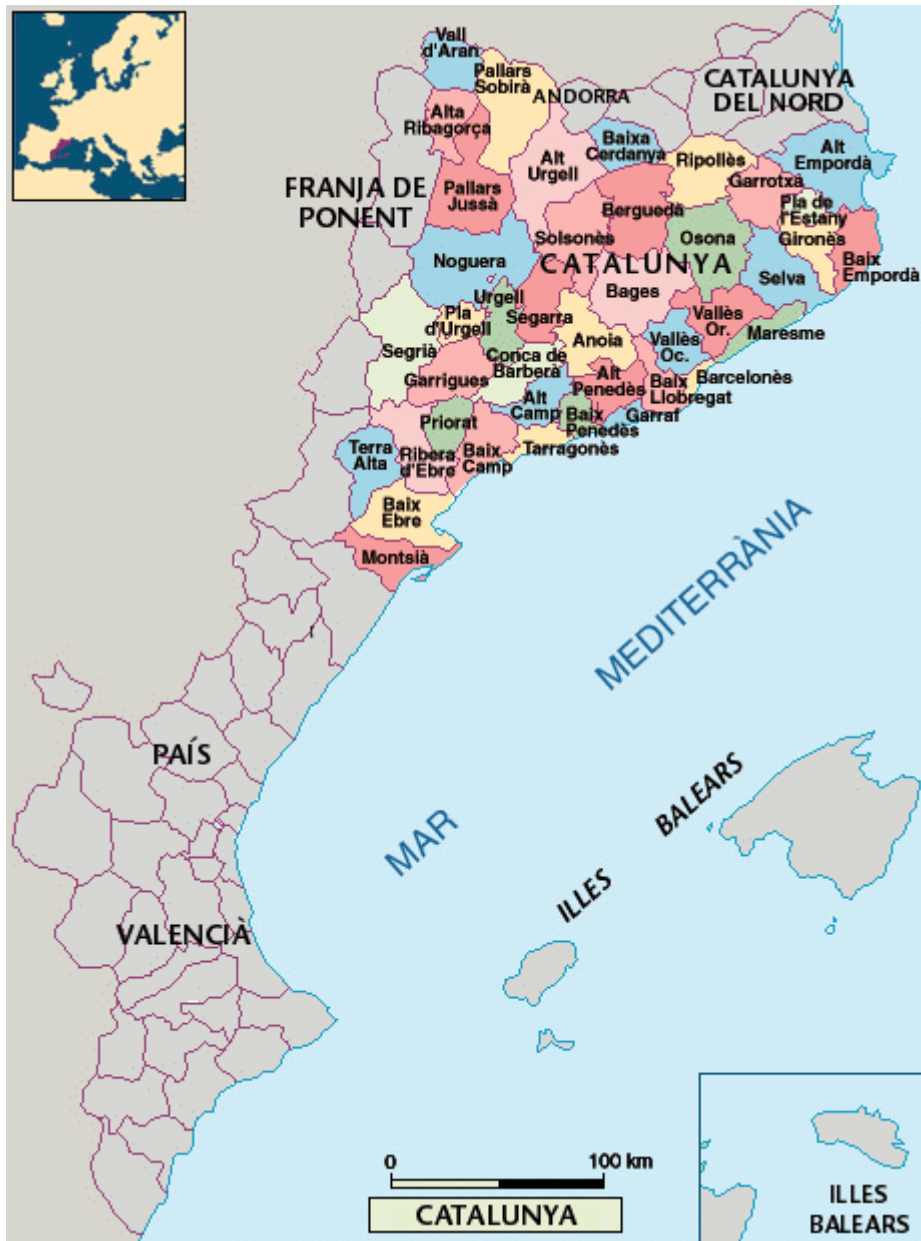 Vall
d'Aran
Pallars
Sobirà
ANDORRA
CATALUNYA
DEL NORD
Alta
Ribagorça
Alt
Urgell
Baixa
Cerdanya
Ripollès
Alt
Empordà
Garrotxà
FRANJA DE
PONENT
Pallars
Jussà
Solsonès
Berguedà
Osona
Pla de
l'Estany
Gironès
Baix
Empordà
Noguera
CATALUNYA
Selva
Urgell
Segarra
Bages
Pla
d'Urgell
Anoia
Vallès
Or.
Vallès
Oc.
Maresme
Segrià
Conca de
Barberà
Garrigues
Alt
Camp
Alt
Penedès
Baix
Llobregat
Barcelonès
Priorat
Baix
Penedès
Garraf
Terra
Alta
Ribera
d'Ebre
Baix
Camp
Tarragonès
Baix
Ebre
Montsià
MAR
MEDITERRÀNIA
PAÍS
VALENCIÀ
ILLES
BALEARS
0 100 km
CATALUNYA
ILLES
BALEARS